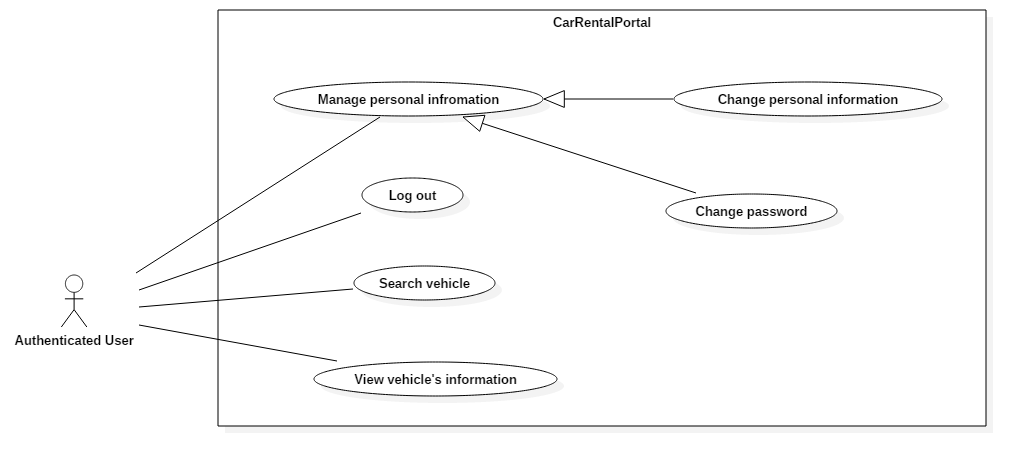 CarRentalPortal
Manage personal infromation
Change personal information
Log out
Change password
Search vehicle
Authenticated User
View vehicle's information